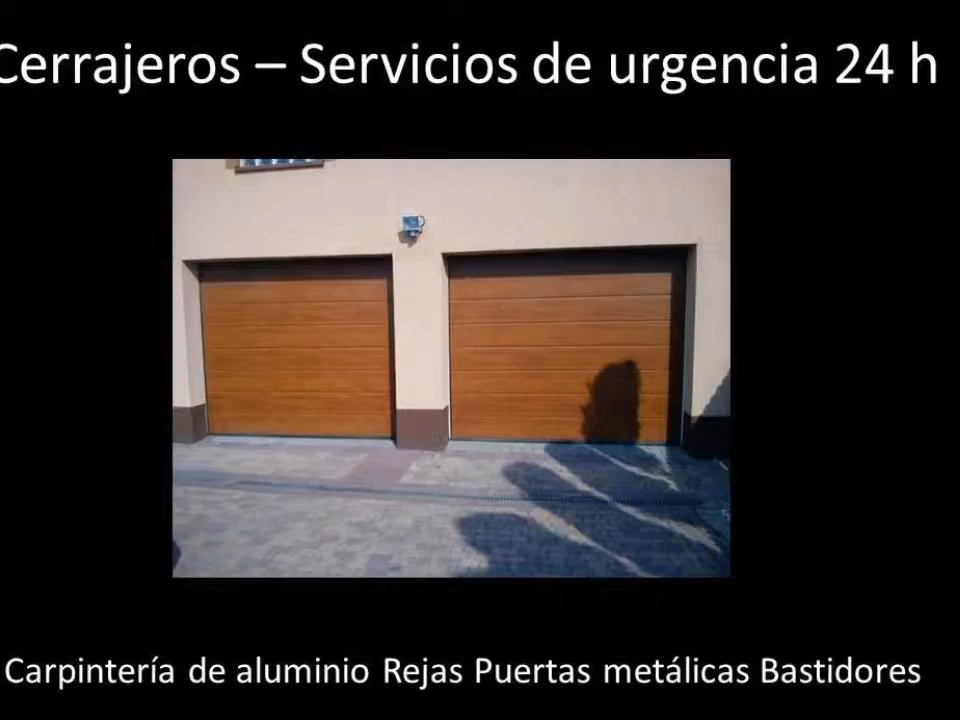 Cerrajeros – Servicios de urgencia 24 h
Carpintería de aluminio Rejas Puertas metálicas Bastidores